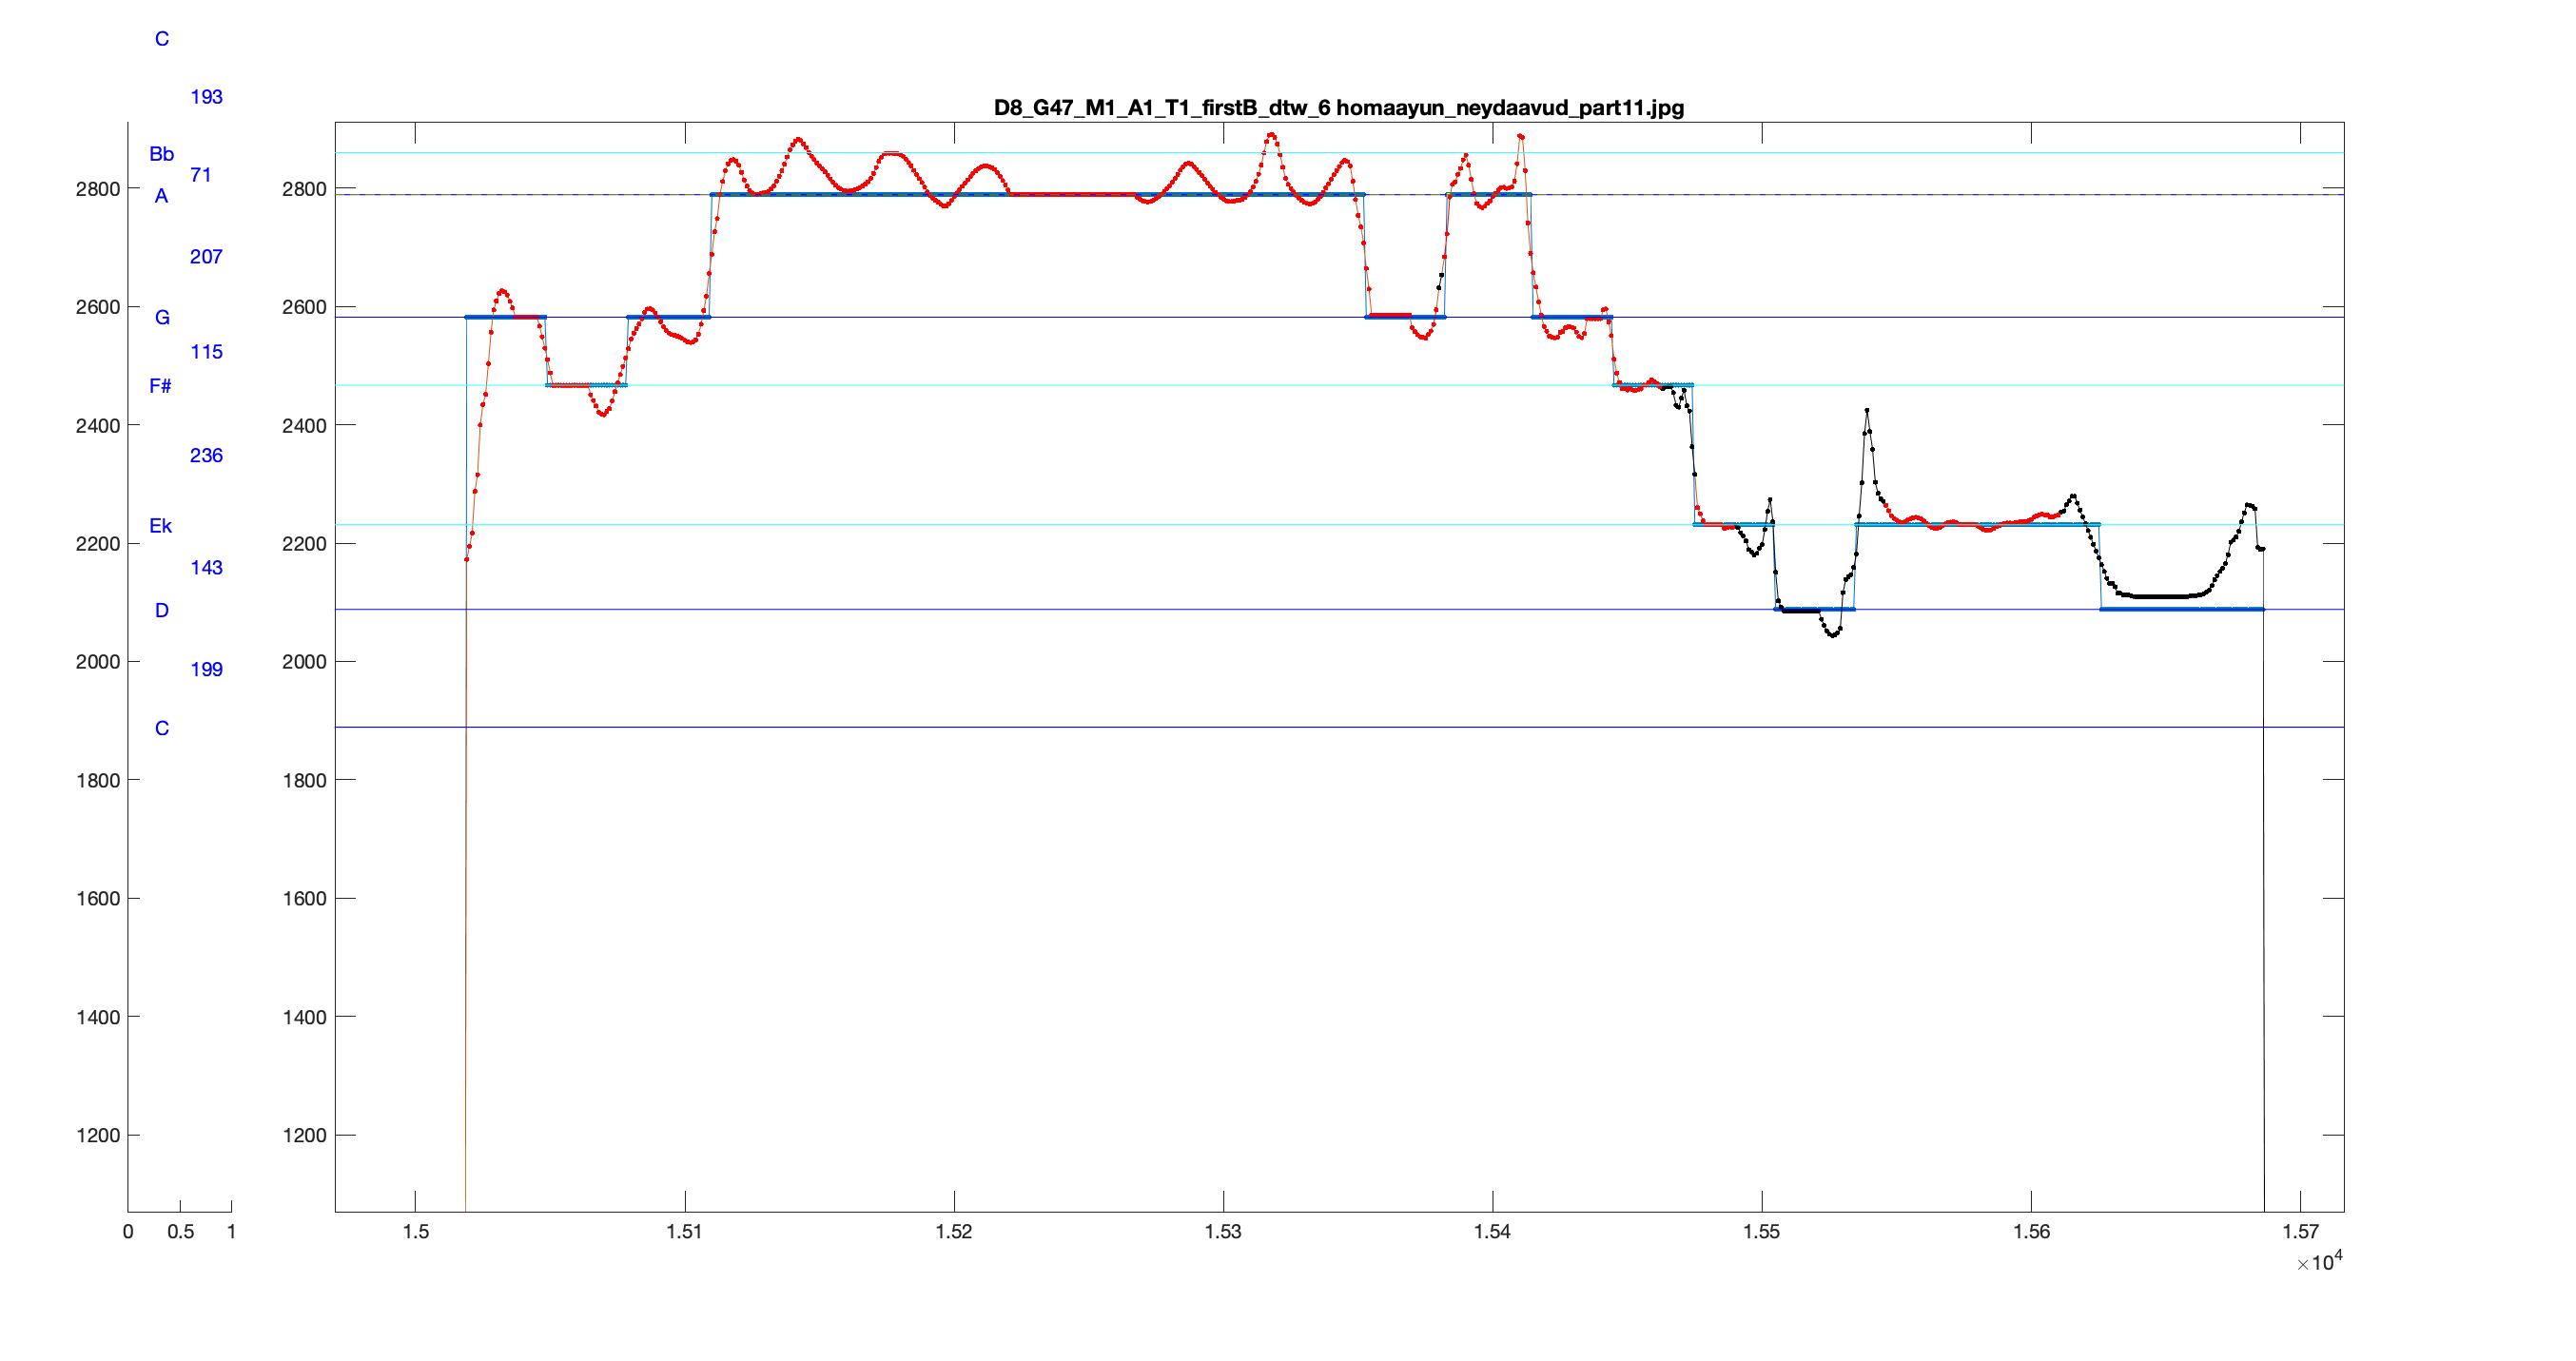 C
193
D8_G47_M1_A1_T1_firstB_dtw_6 homaayun_neydaavud_part11.jpg
Bb
71
2800 A 2800
207
2600 G 2600
115
F#
2400 2400
236
Ek
2200 2200
143
D
2000 2000
199
C
1800 1800
1600 1600
1400 1400
1200 1200
0 0.5 1 1.5 1.51 1.52 1.53 1.54 1.55 1.56 1.57
×10^4